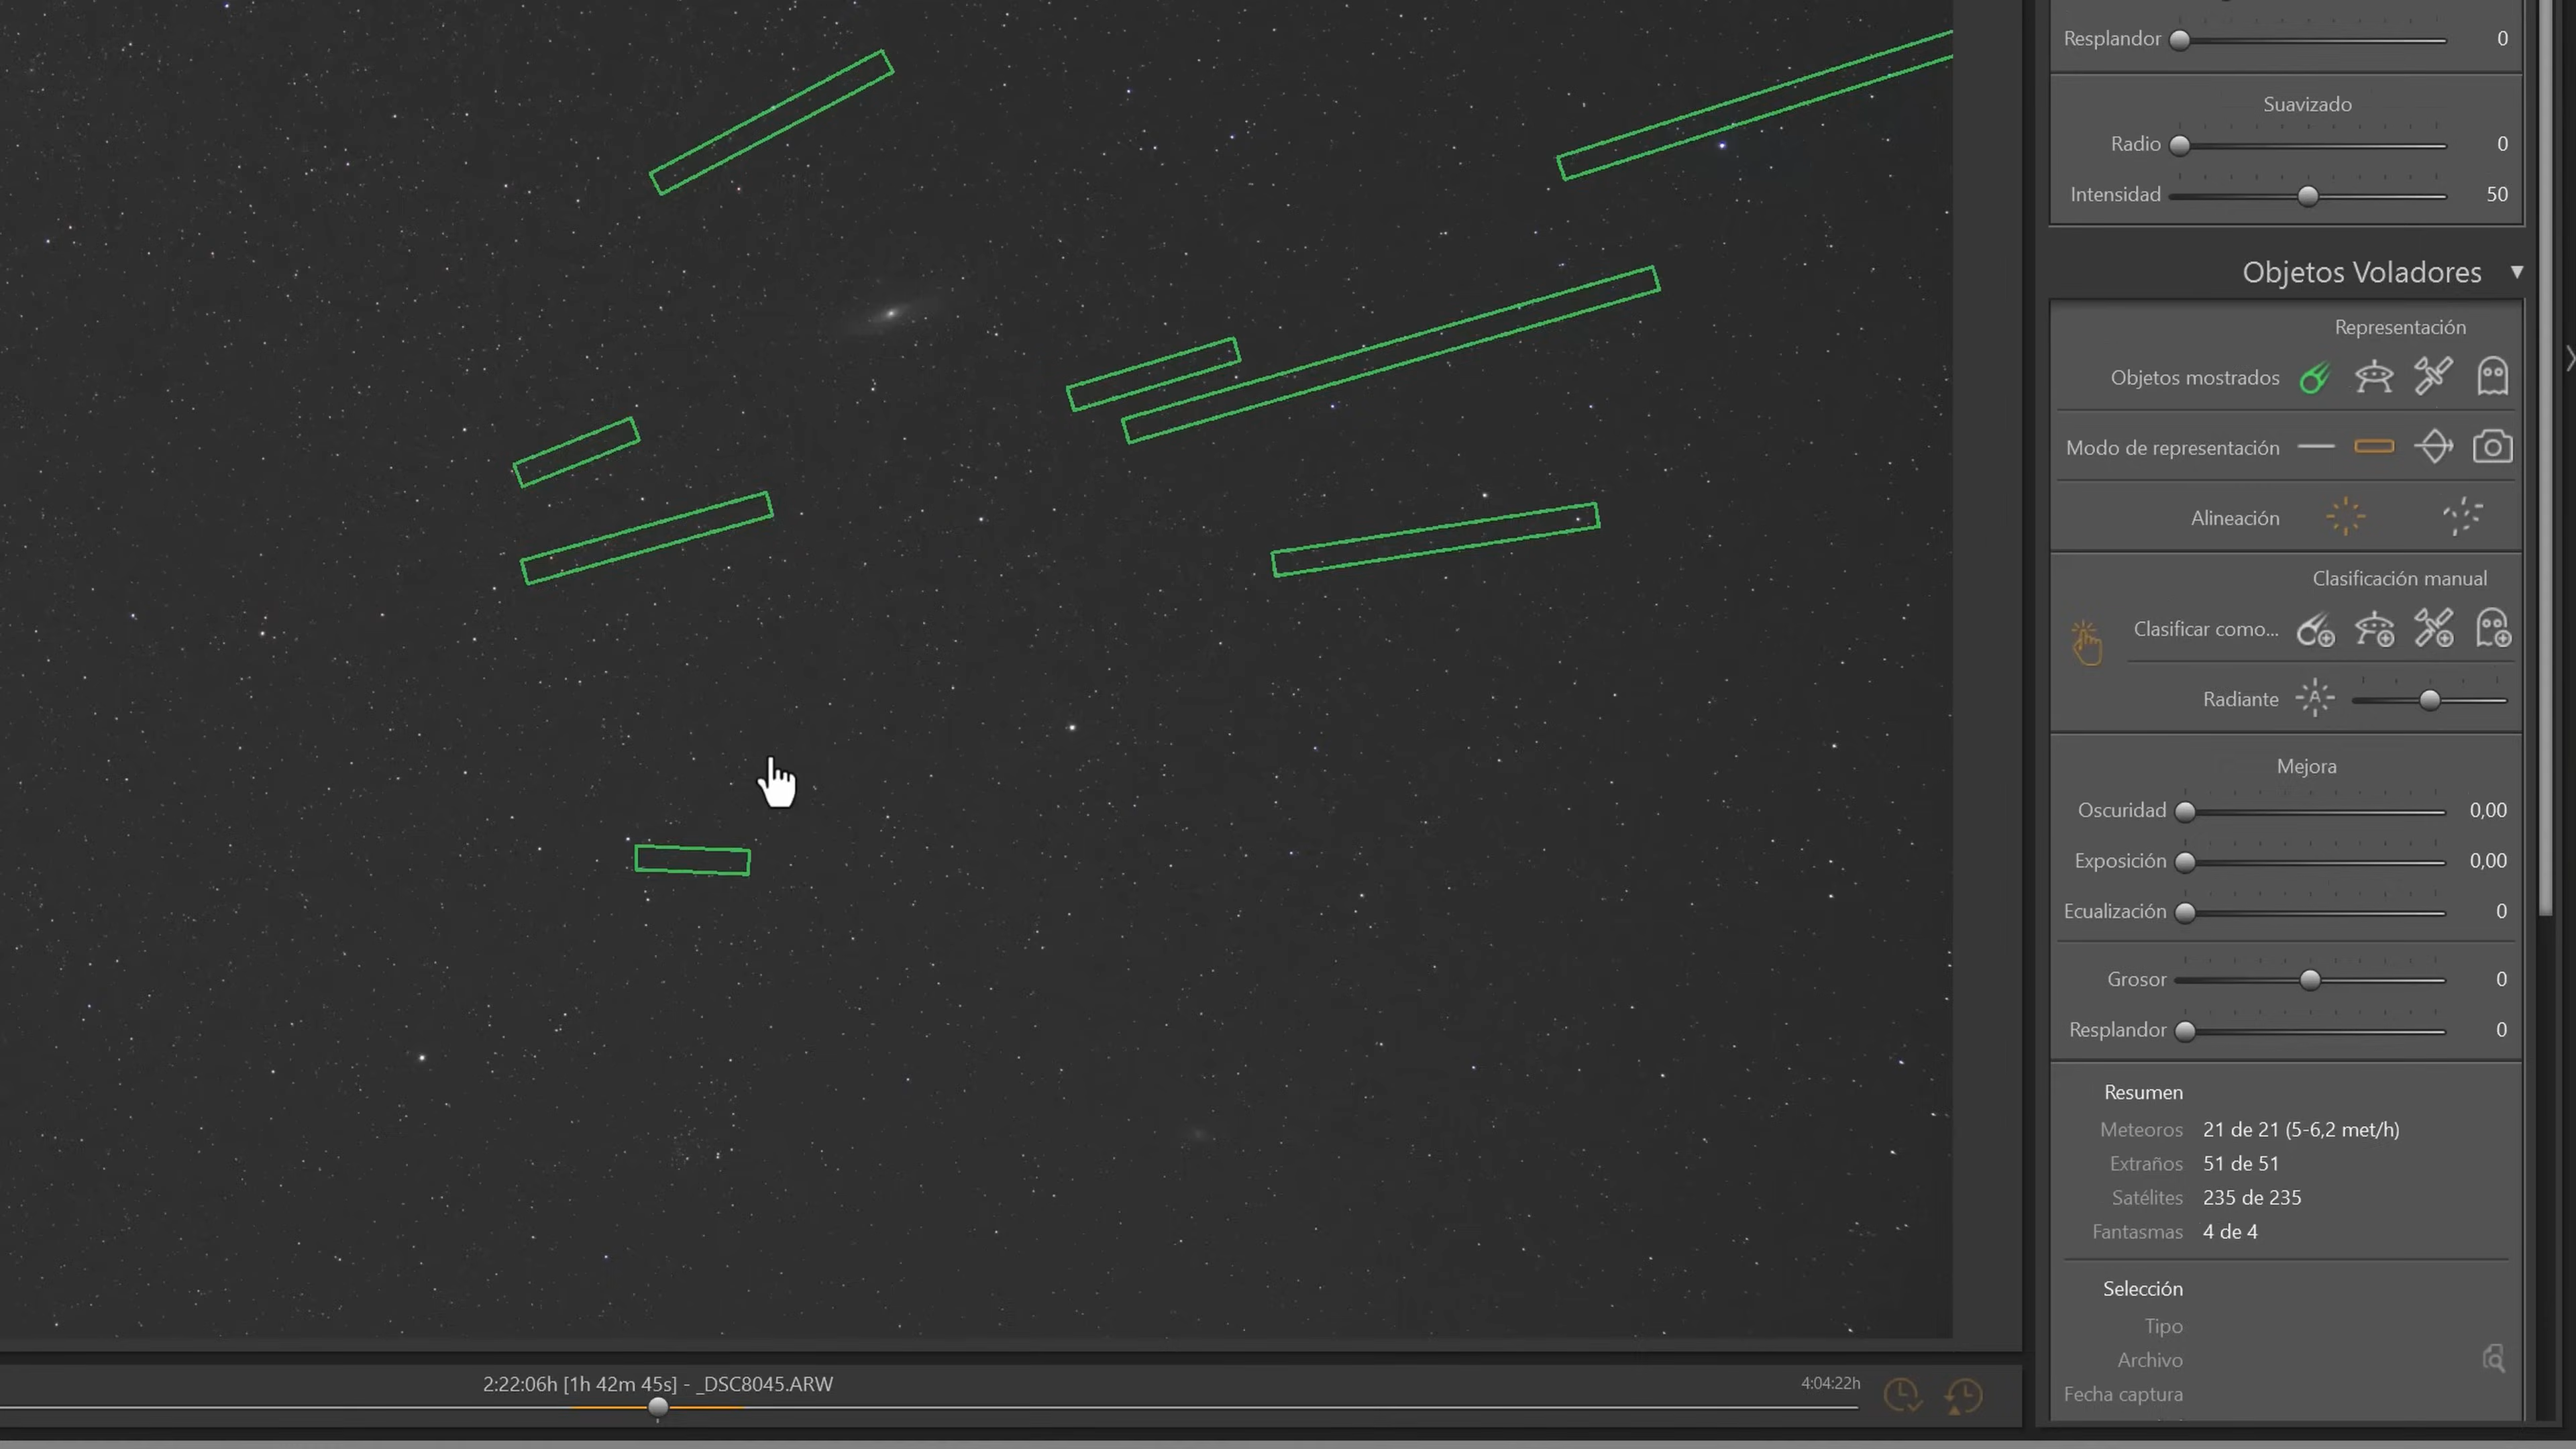 Resplandor 0
Suavizado
Radio 0
Intensidad 50
Objetos Voladores
Representación
Objetos mostrados
Modo de representación
Alineación
Clasificación manual
Clasificar como...
Radiante A
Mejora
Oscuridad 0,00
Exposición 0,00
Ecualización 0
Grosor 0
Resplandor 0
Resumen
Meteoros 21 de 21 (5-6,2 met/h)
Extraños 51 de 51
Satélites 235 de 235
Fantasmas 4 de 4
Selección
Tipo
Archivo
Fecha captura
2:22:06h [1h 42m 45s] - _DSC8045.ARW
4:04:22h